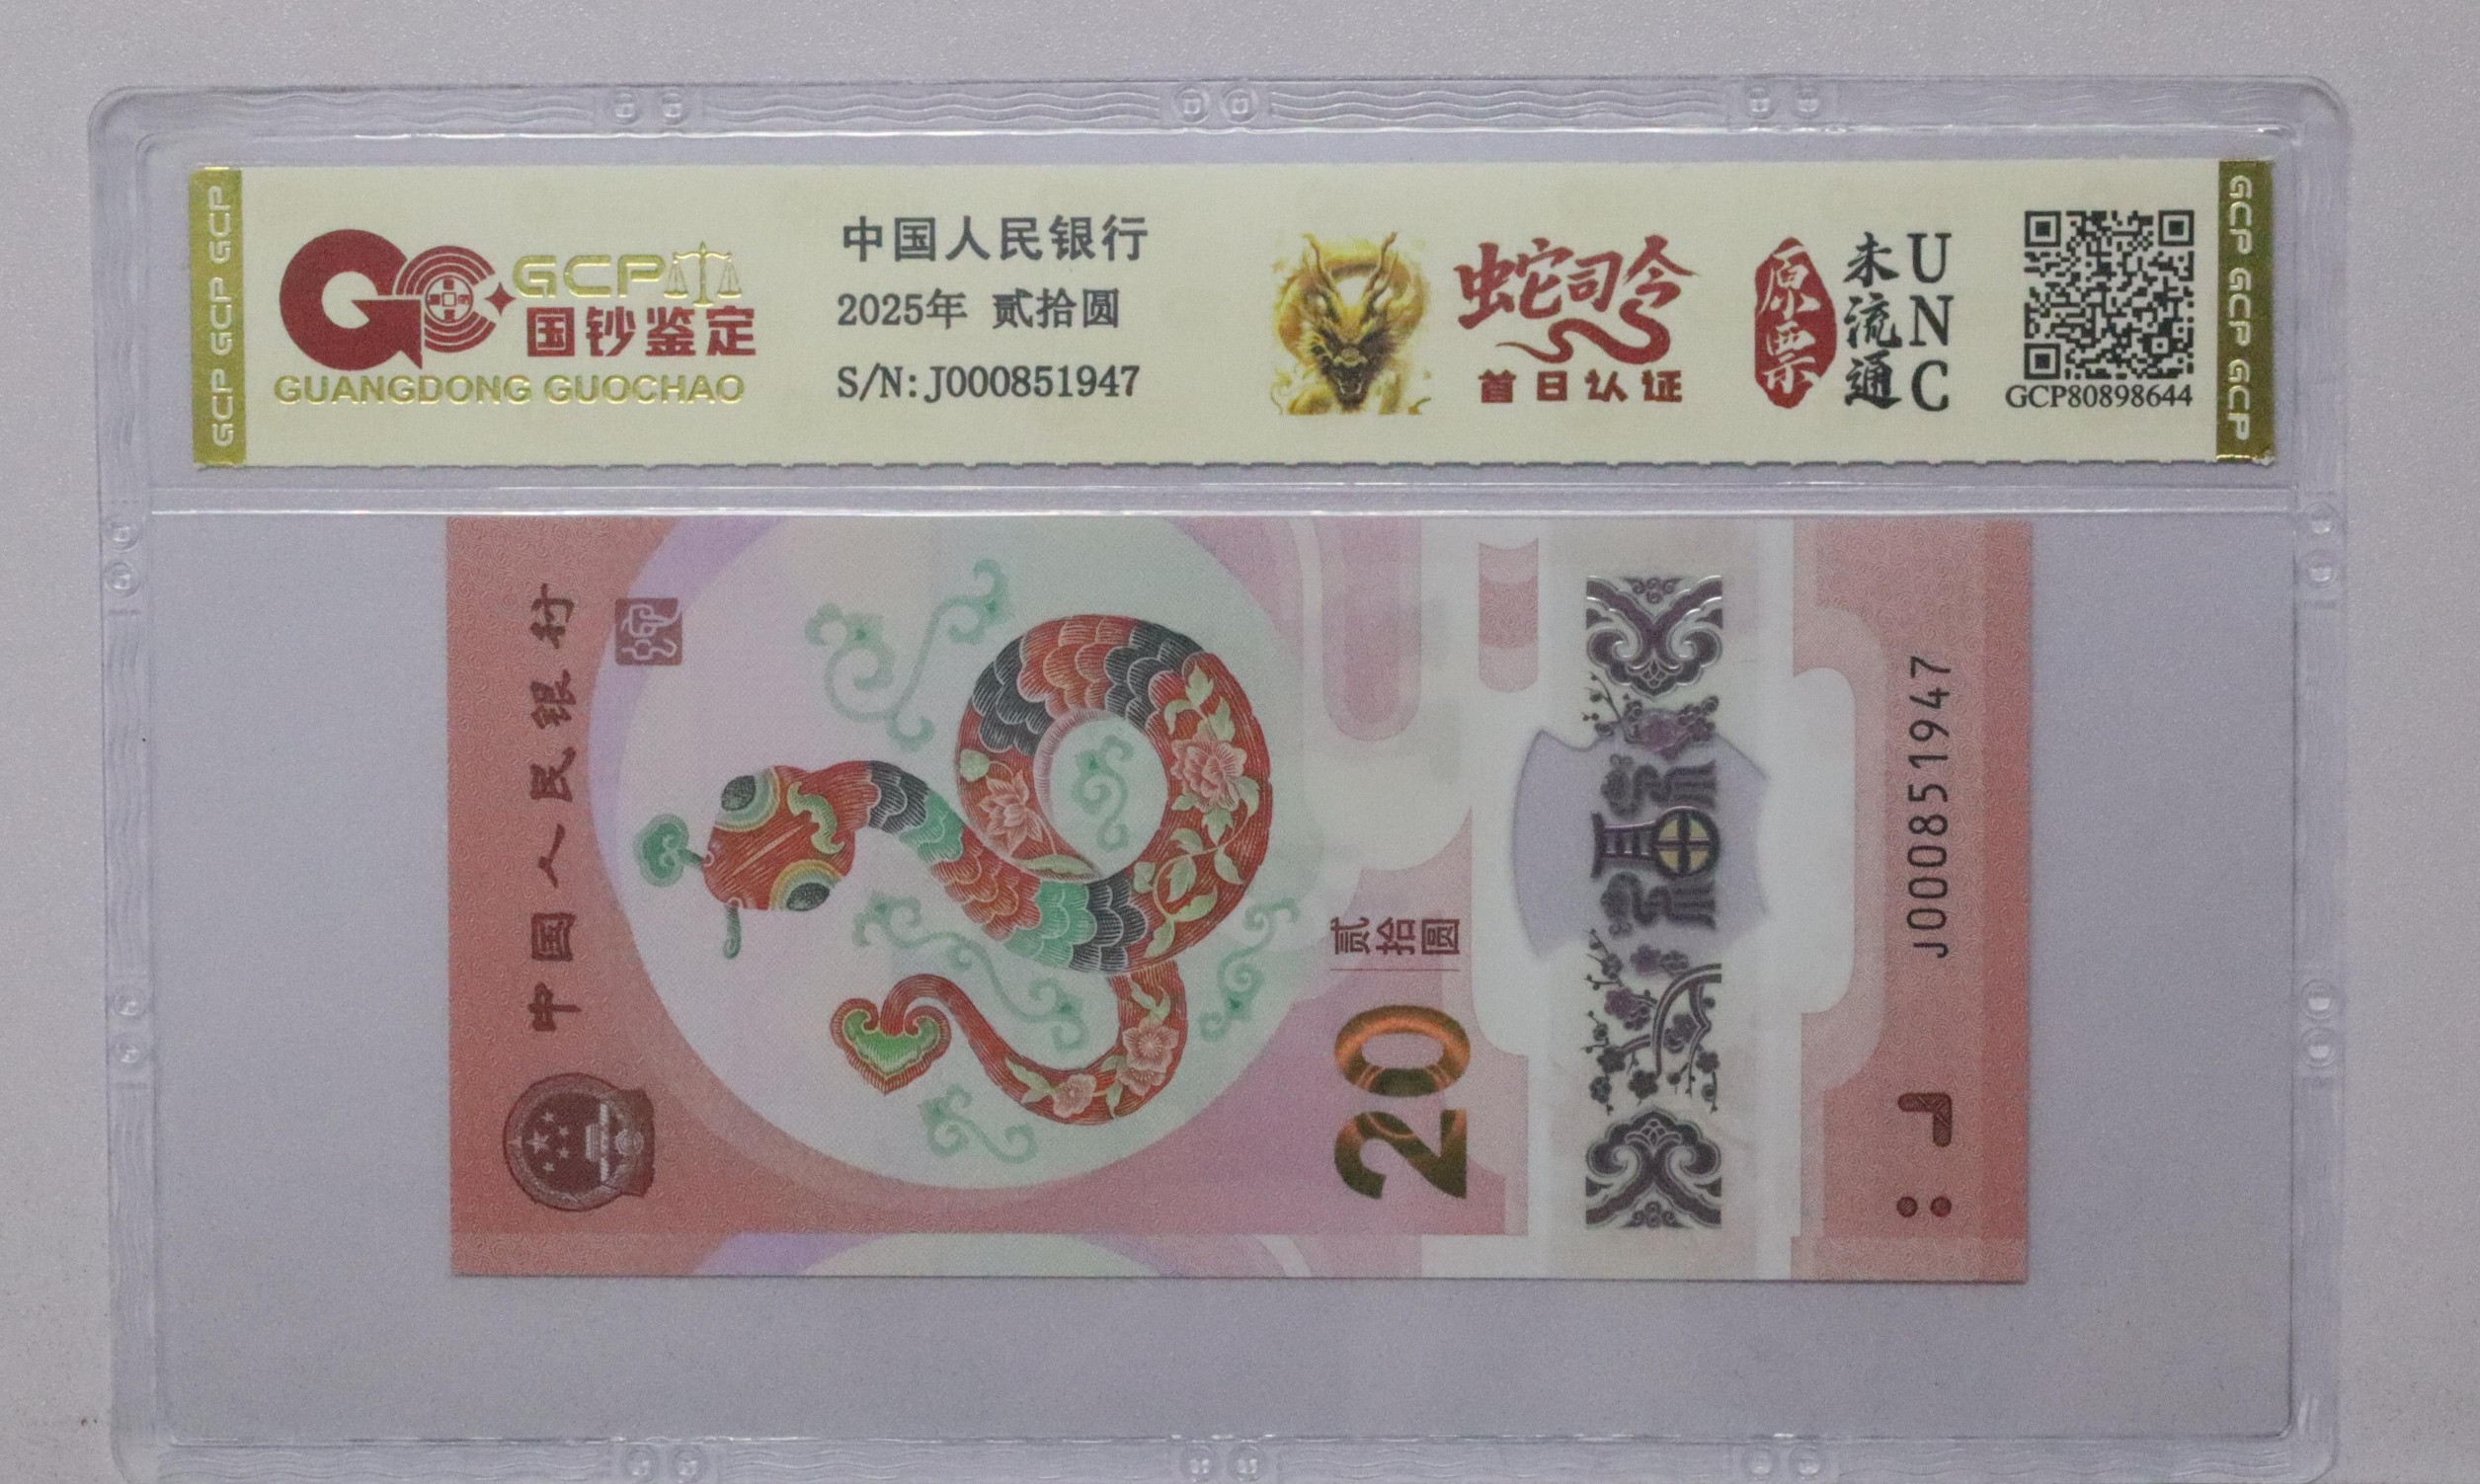 GCP GCP GCP
GCP
国钞鉴定
GUANGDONG GUOCHAO
中国人民银行
2025年 贰拾圆
S/N:J000851947
蛇司令
首日认证
原票
未流通
UNC
GCP80898644
GCP GCP GCP
中国人民银行
蛇
20
贰拾圆
福
J000851947